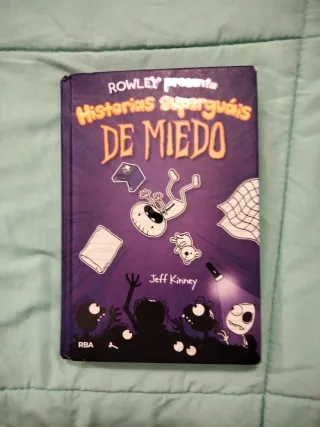 ROWLEY presenta
Historias superguáis
DE MIEDO
Jeff Kinney
RBA